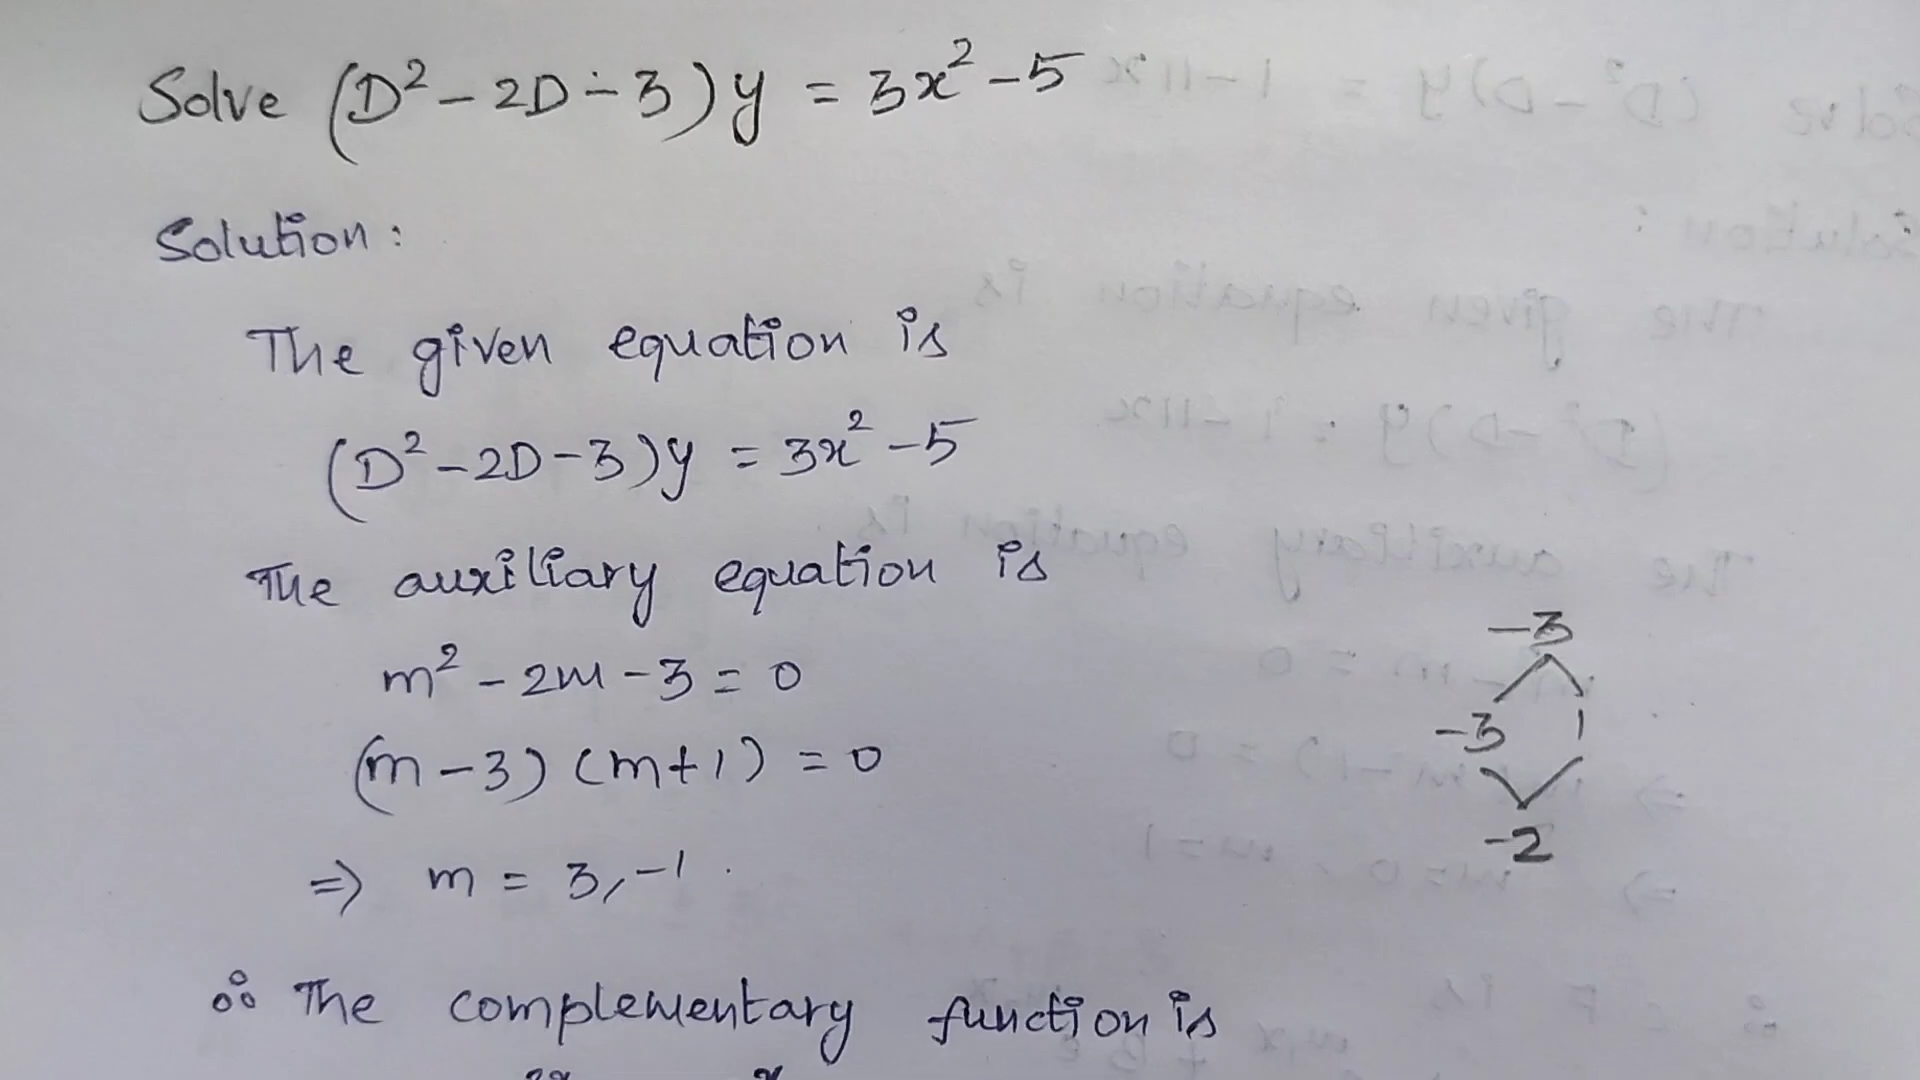 Solve (D² - 2D - 3)y = 3x² - 5
Solution:
The given equation is
(D² - 2D - 3)y = 3x² - 5
The auxiliary equation is
m² - 2m - 3 = 0
(m - 3) (m + 1) = 0
⇒ m = 3, -1.
-3
-3 1
-2
∴ The complementary function is